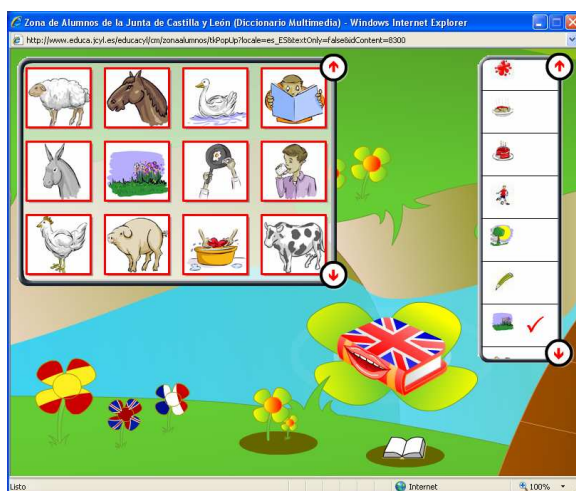 Zona de Alumnos de la Junta de Castilla y León (Diccionario Multimedia) - Windows Internet Explorer
http://www.educa.jcyl.es/educacyl/cm/zonaalumnos/tkPopUp?locale=es_ES&textOnly=false&idContent=8300
Listo
Internet
100%